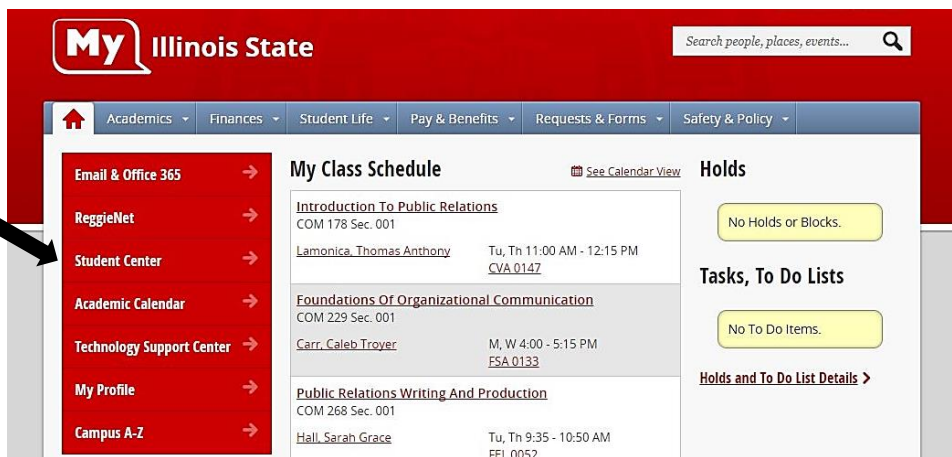 My Illinois State
Search people, places, events...
Academics Finances Student Life Pay & Benefits Requests & Forms Safety & Policy
Email & Office 365
ReggieNet
Student Center
Academic Calendar
Technology Support Center
My Profile
Campus A-Z
My Class Schedule
See Calendar View
Introduction To Public Relations
COM 178 Sec. 001
Lamonica, Thomas Anthony
Tu, Th 11:00 AM - 12:15 PM
CVA 0147
Foundations Of Organizational Communication
COM 229 Sec. 001
Carr, Caleb Troyer
M, W 4:00 - 5:15 PM
FSA 0133
Public Relations Writing And Production
COM 268 Sec. 001
Hall, Sarah Grace
Tu, Th 9:35 - 10:50 AM
FEL 0052
Holds
No Holds or Blocks.
Tasks, To Do Lists
No To Do Items.
Holds and To Do List Details